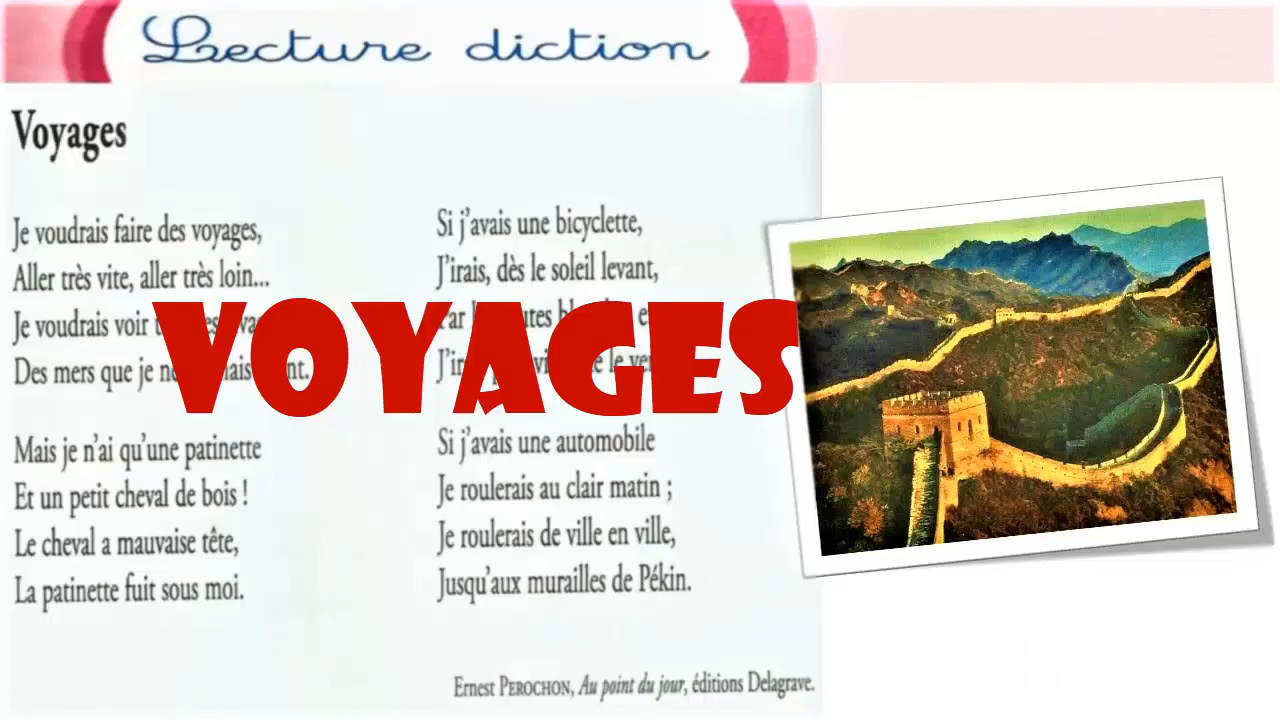 Lecture diction
Voyages
Je voudrais faire des voyages,
Aller très vite, aller très loin...
Je voudrais voir
Des mers que je
Mais je n'ai qu'une patinette
Et un petit cheval de bois !
Le cheval a mauvaise tête,
La patinette fuit sous moi.
Si j'avais une bicyclette,
J'irais, dès le soleil levant,
le
Si j'avais une automobile
Je roulerais au clair matin ;
Je roulerais de ville en ville,
Jusqu'aux murailles de Pékin.
Ernest PEROCHON, Au point du jour, éditions Delagrave.
VOYAGES